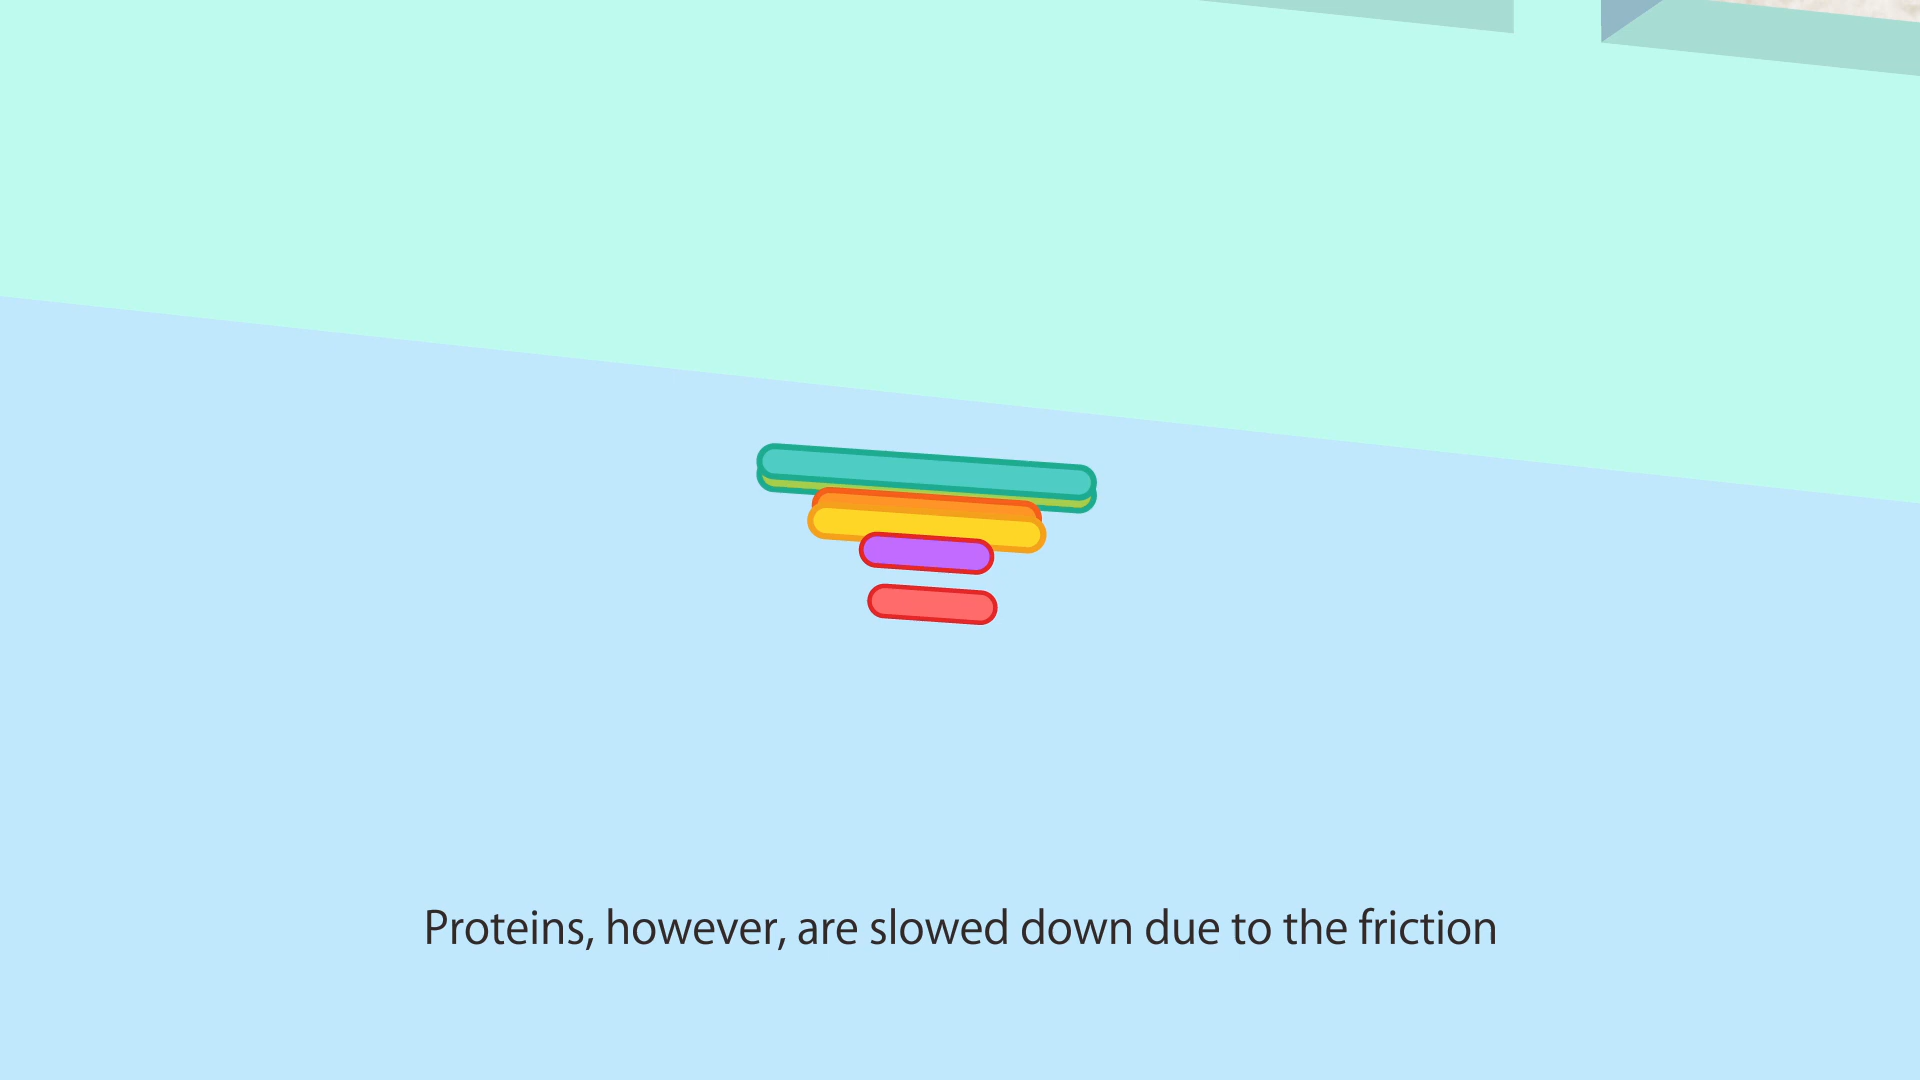 Proteins, however, are slowed down due to the friction